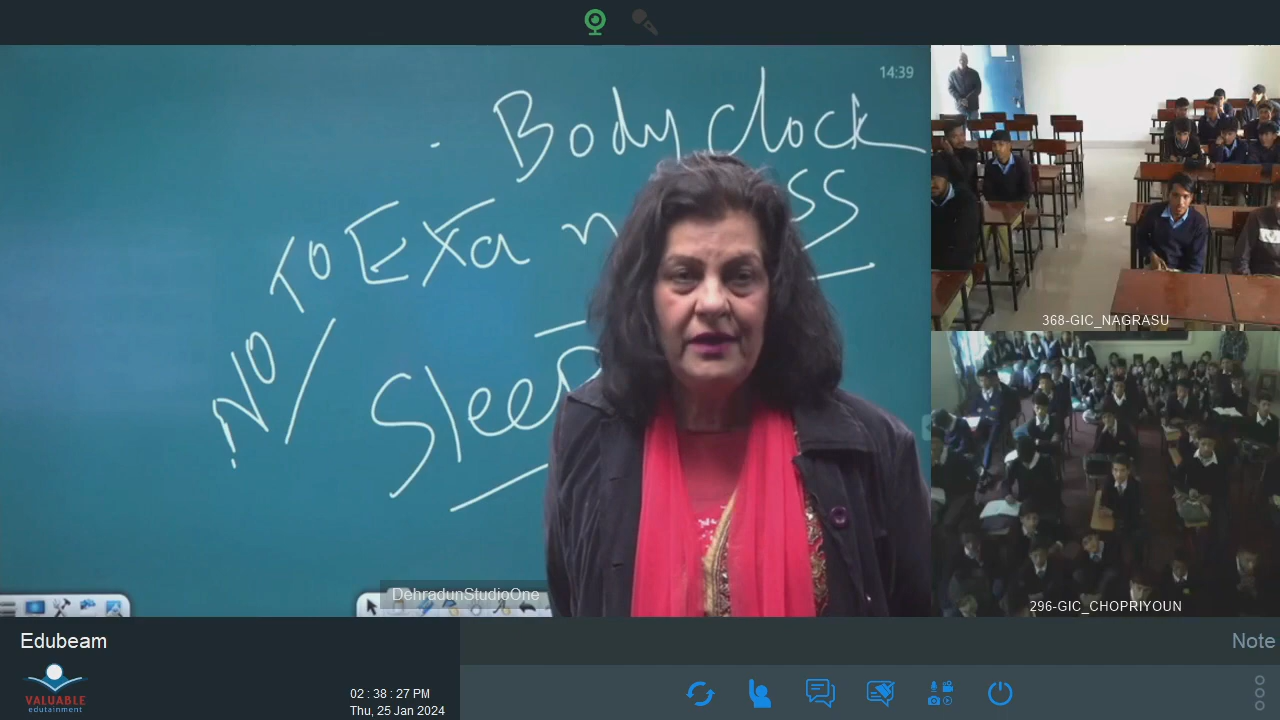 14:39
Body clock
TO Exa
NO/
Sleep
368-GIC_NAGRASU
296-GIC_CHOPRIYOUN
DehradunStudioOne
Edubeam
Note
VALUABLE
edutainment
02 : 38 : 27 PM
Thu, 25 Jan 2024